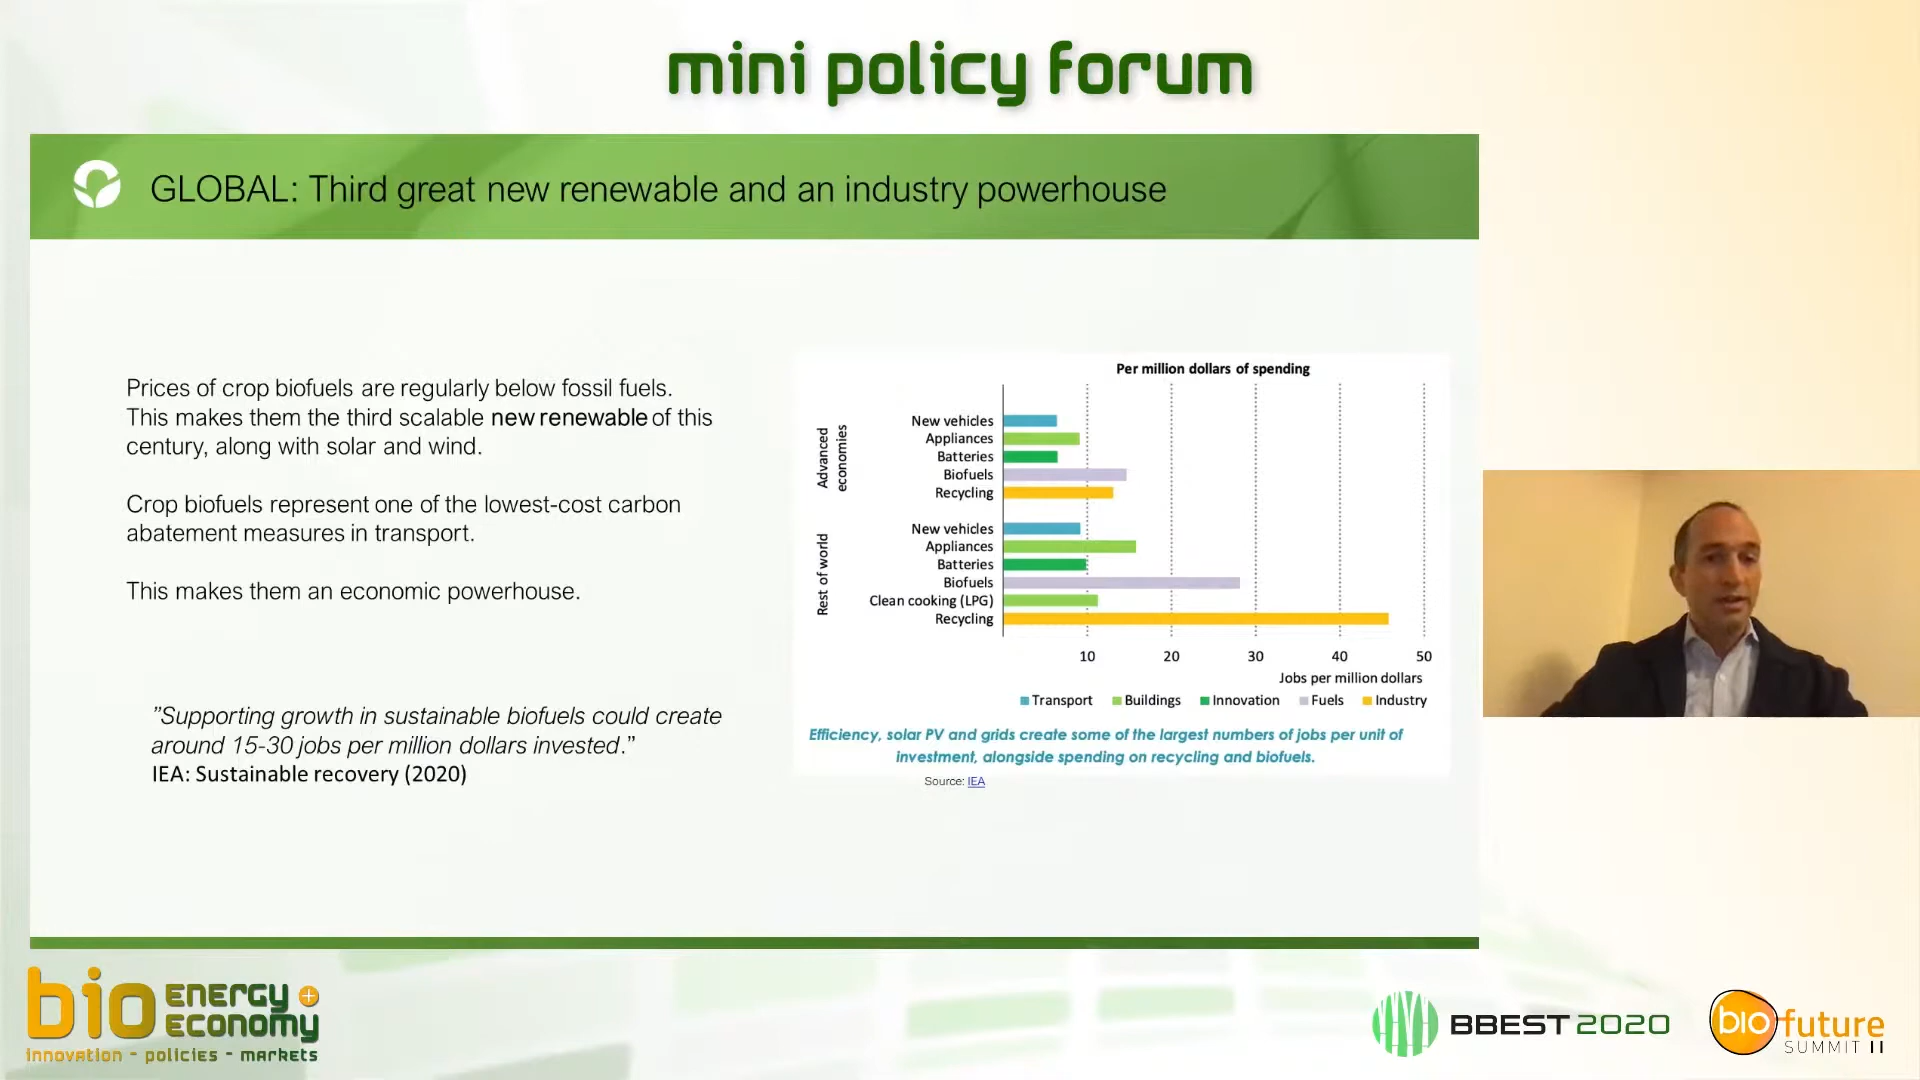 mini policy forum
GLOBAL: Third great new renewable and an industry powerhouse
Prices of crop biofuels are regularly below fossil fuels.
This makes them the third scalable new renewable of this
century, along with solar and wind.
Crop biofuels represent one of the lowest-cost carbon
abatement measures in transport.
This makes them an economic powerhouse.
”Supporting growth in sustainable biofuels could create
around 15-30 jobs per million dollars invested.”
IEA: Sustainable recovery (2020)
Per million dollars of spending
Advanced
economies
New vehicles
Appliances
Batteries
Biofuels
Recycling
Rest of world
New vehicles
Appliances
Batteries
Biofuels
Clean cooking (LPG)
Recycling
10 20 30 40 50
Jobs per million dollars
Transport Buildings Innovation Fuels Industry
Efficiency, solar PV and grids create some of the largest numbers of jobs per unit of
investment, alongside spending on recycling and biofuels.
Source: IEA
bio ENERGY +
ECONOMY
innovation - policies - markets
BBEST 2020
biofuture
SUMMIT II